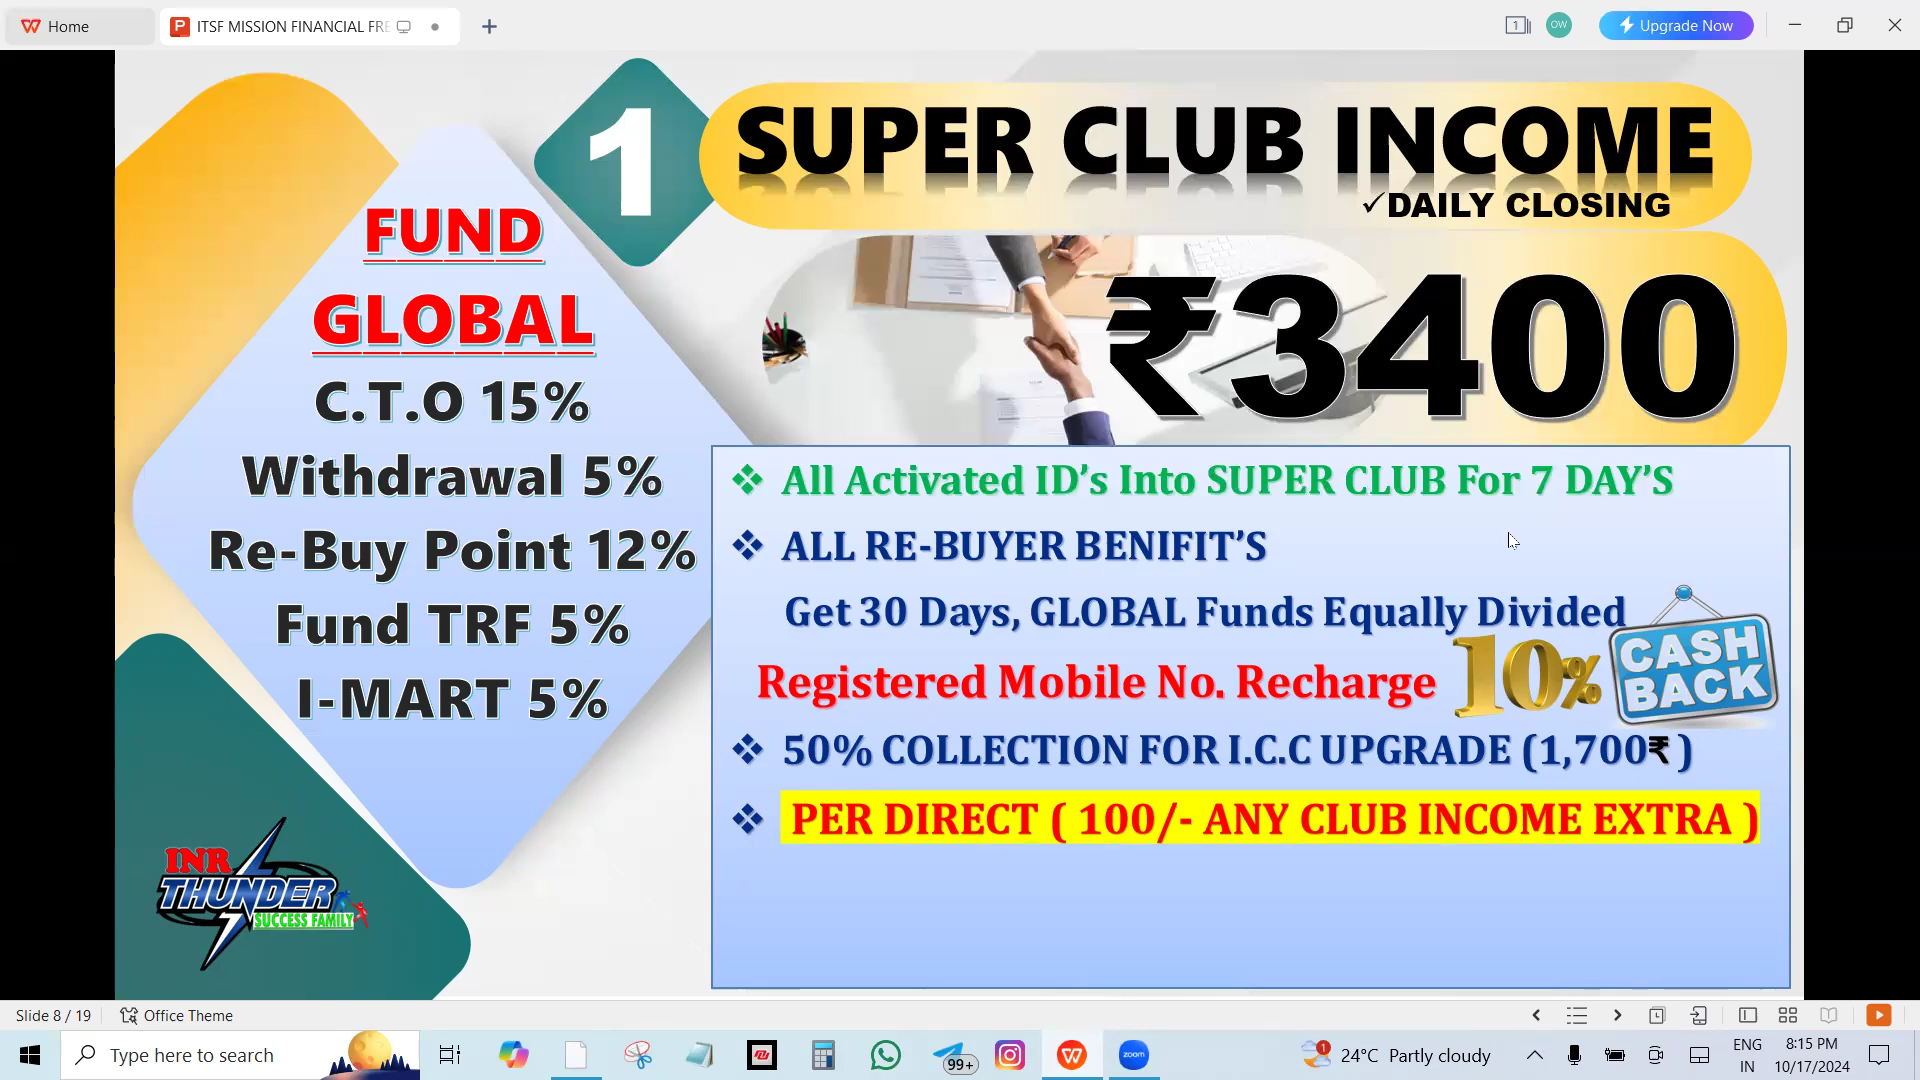 Home
ITSF MISSION FINANCIAL FRE
1
OW
Upgrade Now
1
SUPER CLUB INCOME
✓DAILY CLOSING
₹3400
FUND
GLOBAL
C.T.O 15%
Withdrawal 5%
Re-Buy Point 12%
Fund TRF 5%
I-MART 5%
❖ All Activated ID's Into SUPER CLUB For 7 DAY'S
❖ ALL RE-BUYER BENIFIT'S
Get 30 Days, GLOBAL Funds Equally Divided
Registered Mobile No. Recharge 10%
CASH
BACK
❖ 50% COLLECTION FOR I.C.C UPGRADE (1,700₹ )
❖ PER DIRECT ( 100/- ANY CLUB INCOME EXTRA )
INR
THUNDER
SUCCESS FAMILY
Slide 8 / 19
Office Theme
Type here to search
99+
zoom
1
24°C Partly cloudy
ENG
IN
8:15 PM
10/17/2024